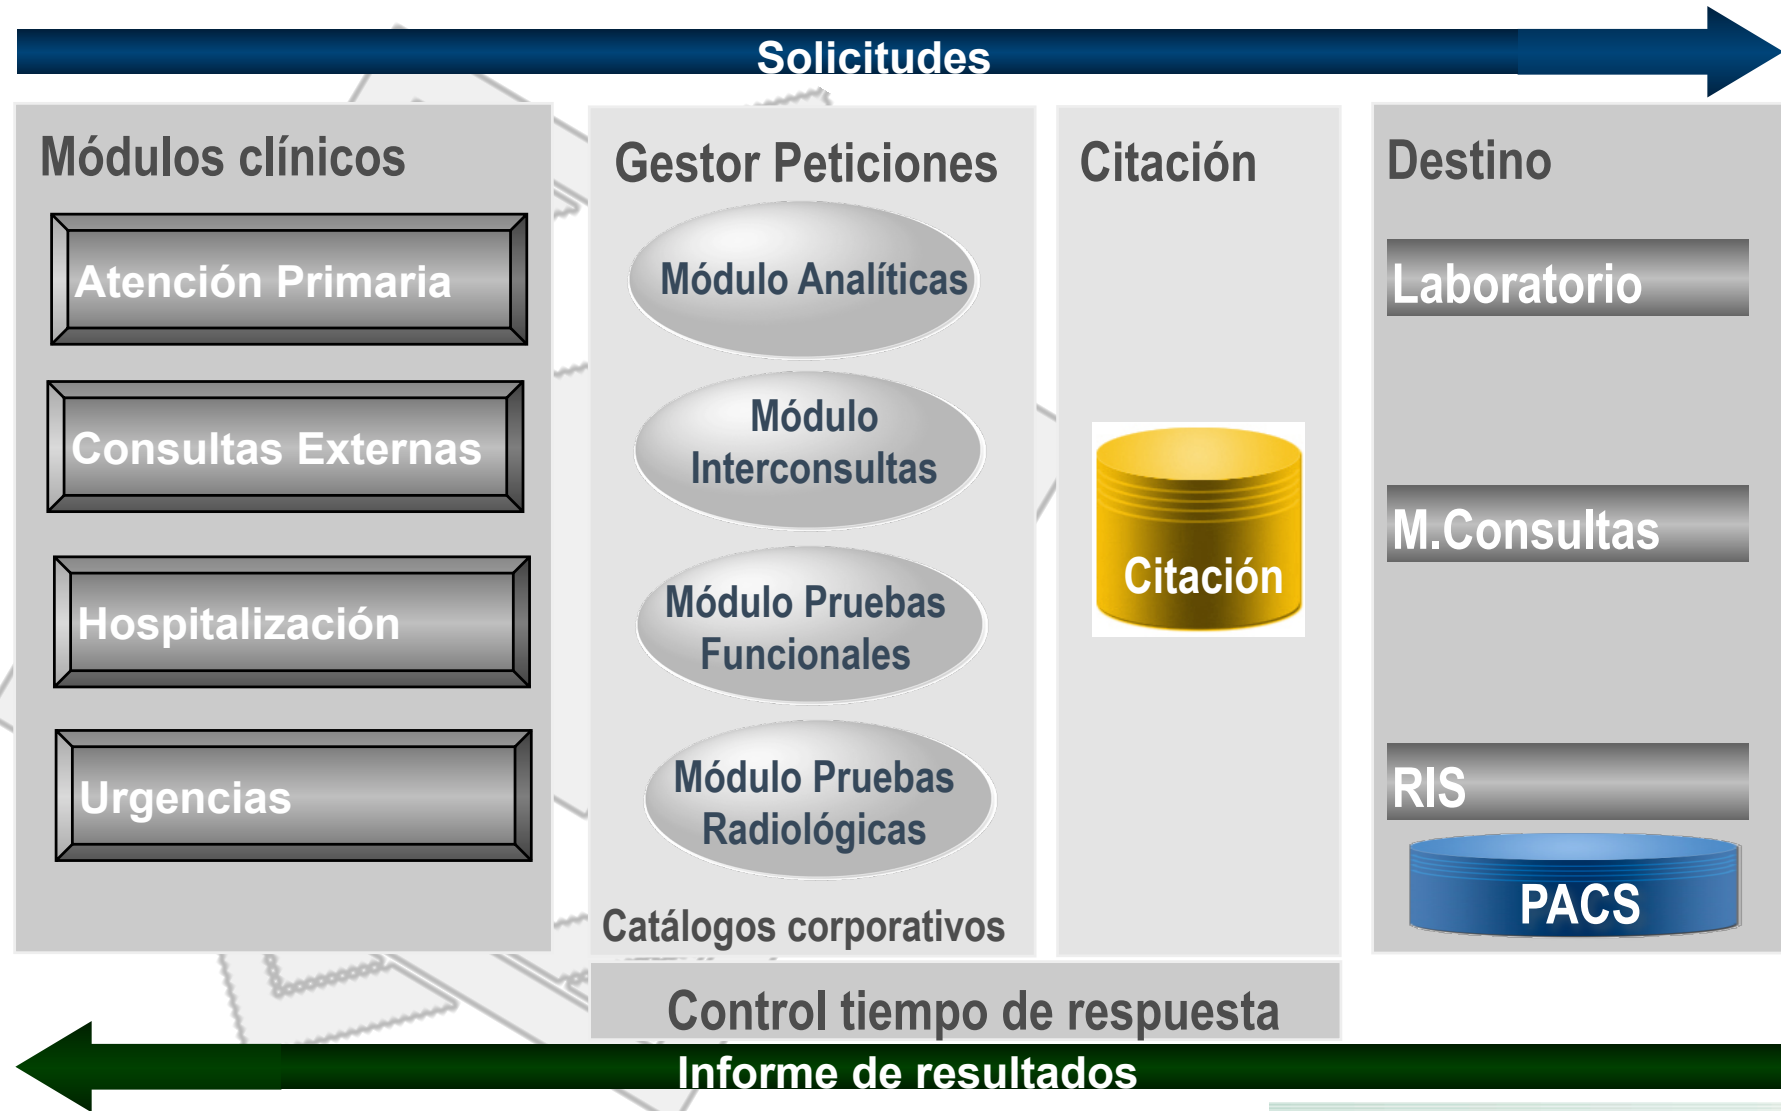 Solicitudes
Módulos clínicos
Atención Primaria
Consultas Externas
Hospitalización
Urgencias
Gestor Peticiones
Módulo Analíticas
Módulo
Interconsultas
Módulo Pruebas
Funcionales
Módulo Pruebas
Radiológicas
Catálogos corporativos
Citación
Citación
Destino
Laboratorio
M.Consultas
RIS
PACS
Control tiempo de respuesta
Informe de resultados